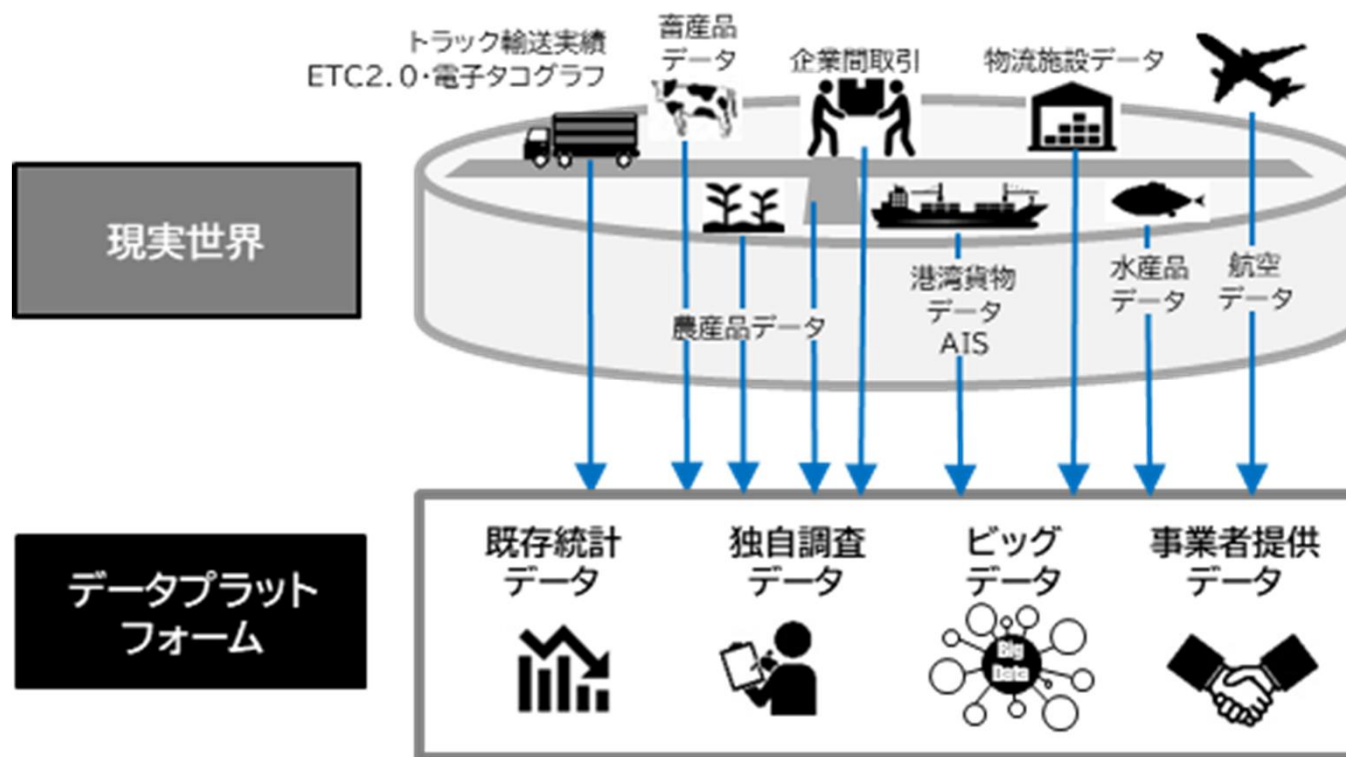 トラック輸送実績
ETC2.0・電子タコグラフ
畜産品
データ
企業間取引
物流施設データ
現実世界
農産品データ
港湾貨物
データ
AIS
水産品
データ
航空
データ
データプラット
フォーム
既存統計
データ
独自調査
データ
ビッグ
データ
事業者提供
データ
Big
Data